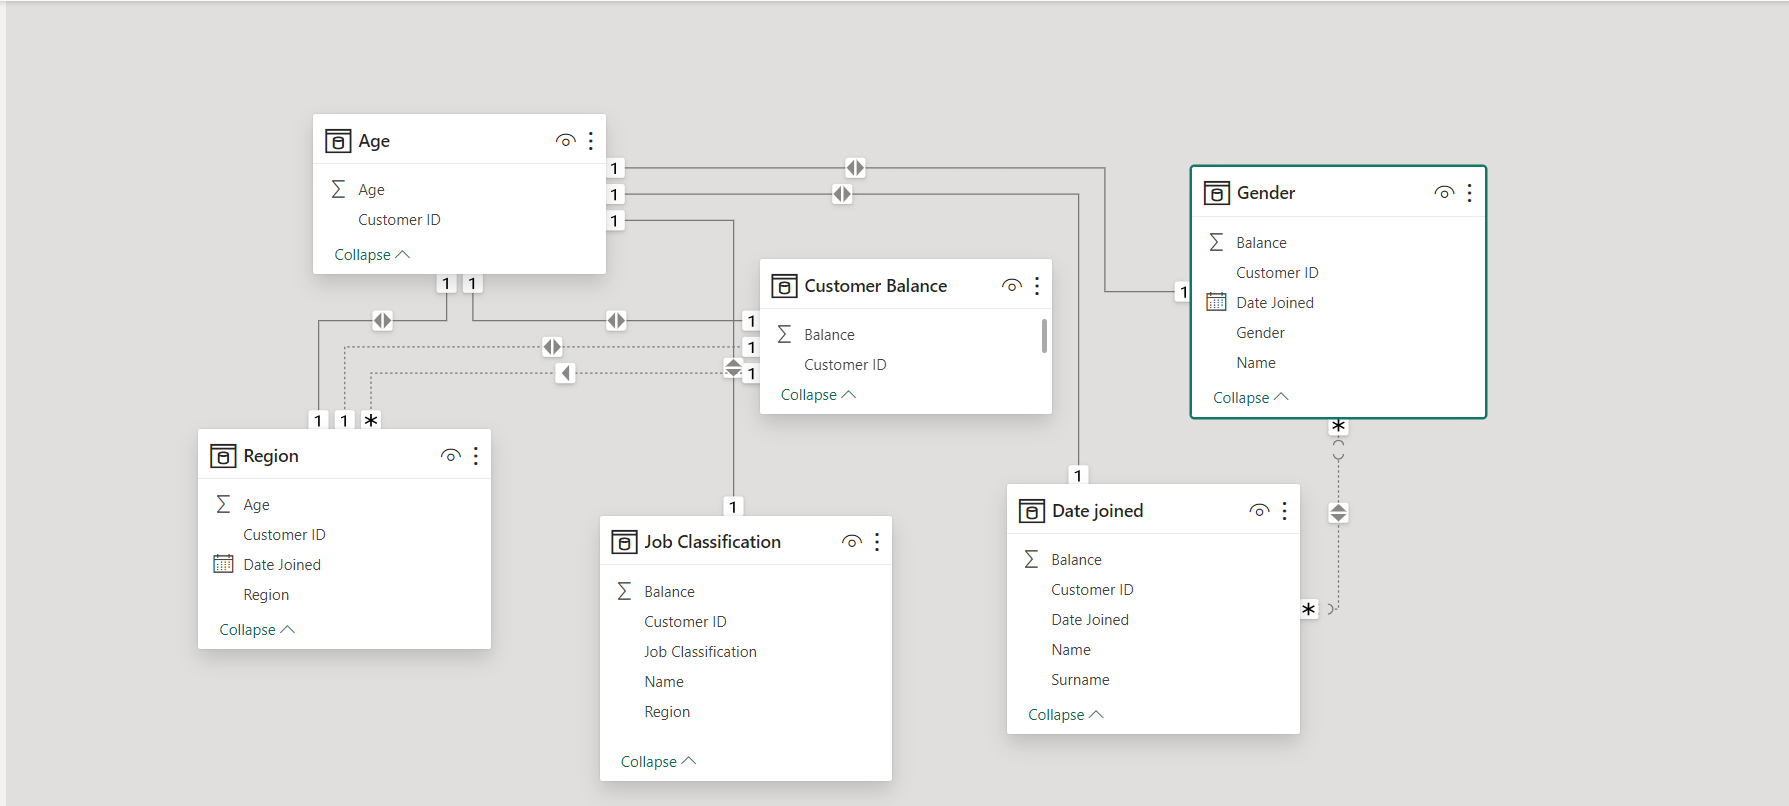 Age
Age
Customer ID
Collapse
1
1
1
1
1
Gender
Balance
Customer ID
Date Joined
Gender
Name
Collapse
1
*
Customer Balance
Balance
Customer ID
Collapse
1
1
1
1
1
*
Region
Age
Customer ID
Date Joined
Region
Collapse
1
Job Classification
Balance
Customer ID
Job Classification
Name
Region
Collapse
1
Date joined
Balance
Customer ID
Date Joined
Name
Surname
Collapse
*